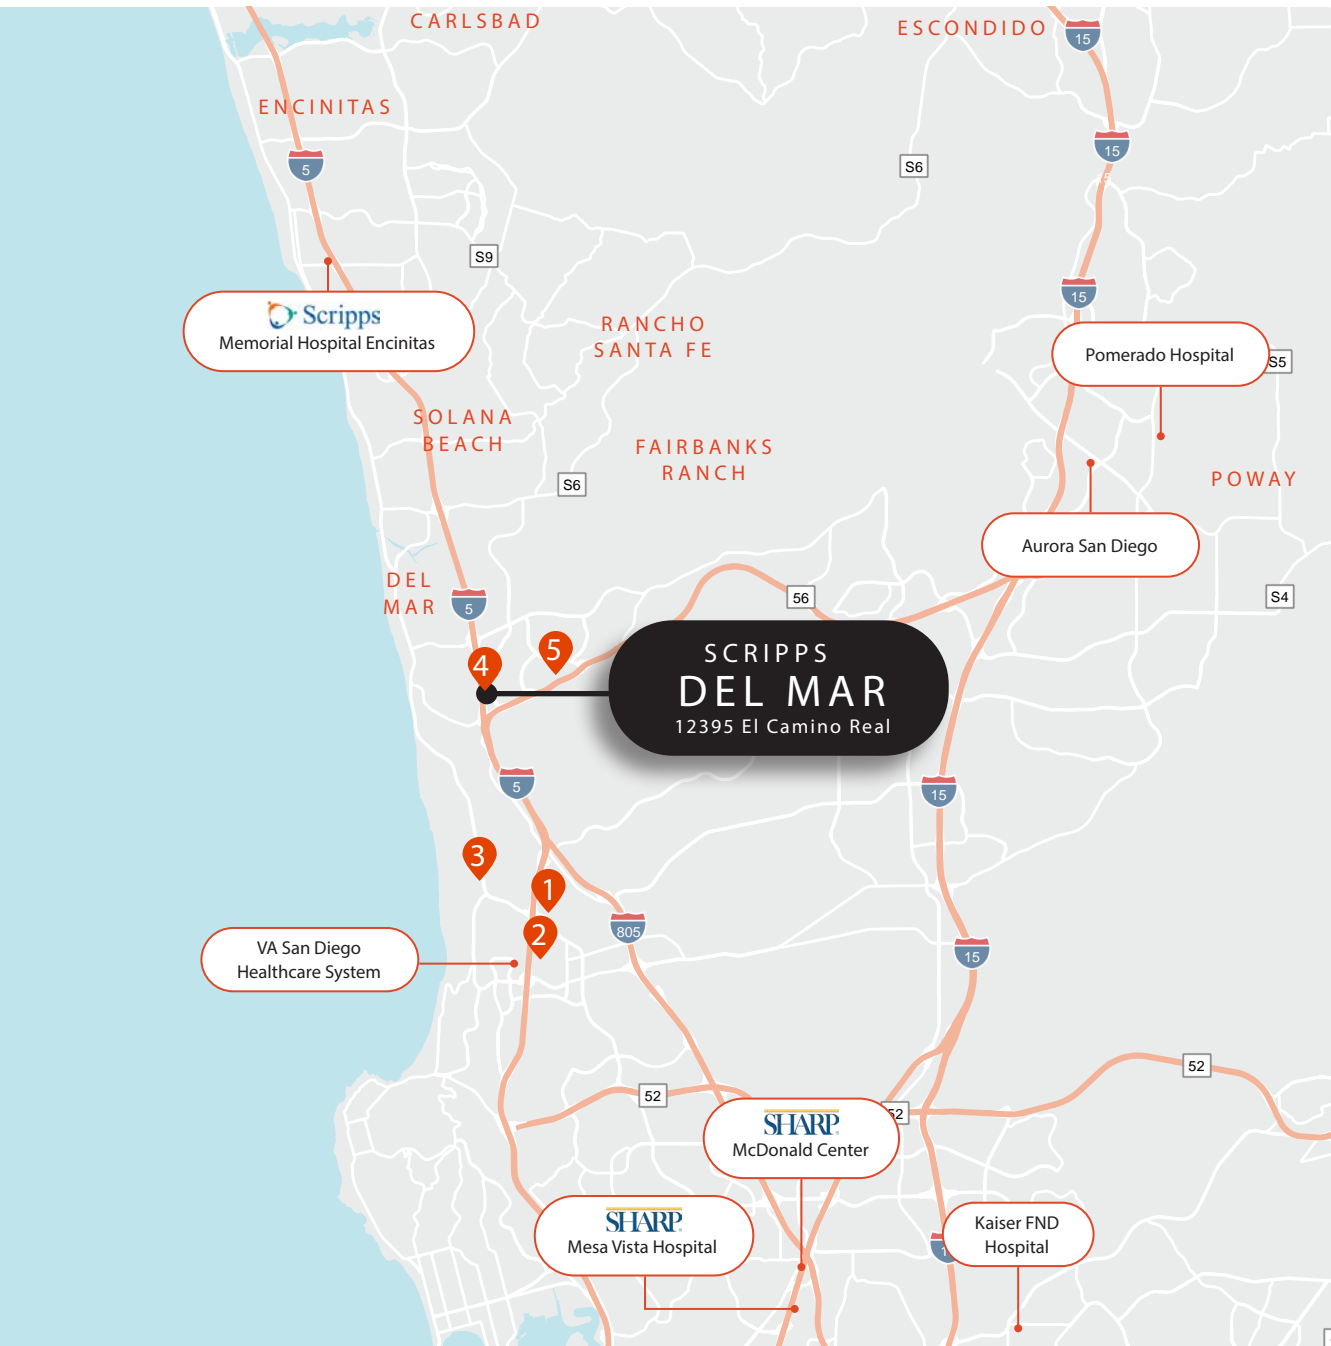 CARLSBAD
ESCONDIDO
15
ENCINITAS
15
5
S6
S9
15
Scripps
Memorial Hospital Encinitas
RANCHO
SANTA FE
Pomerado Hospital
S5
SOLANA
BEACH
FAIRBANKS
RANCH
POWAY
S6
Aurora San Diego
DEL
MAR
5
56
S4
4
5
SCRIPPS
DEL MAR
12395 El Camino Real
5
15
3
1
2
805
VA San Diego
Healthcare System
15
52
52
52
SHARP
McDonald Center
SHARP
Mesa Vista Hospital
Kaiser FND
Hospital